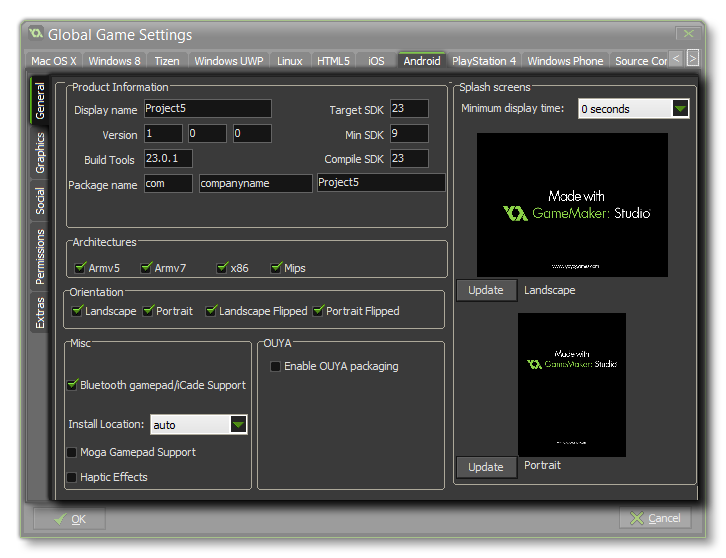 Global Game Settings
Mac OS X Windows 8 Tizen Windows UWP Linux HTML5 iOS Android PlayStation 4 Windows Phone Source Cor < >
General
Graphics
Social
Permissions
Extras
Product Information
Display name Project5 Target SDK 23
Version 1 0 0 Min SDK 9
Build Tools 23.0.1 Compile SDK 23
Package name com companyname Project5
Architectures
Armv5 Armv7 x86 Mips
Orientation
Landscape Portrait Landscape Flipped Portrait Flipped
Misc
Bluetooth gamepad/iCade Support
Install Location: auto
Moga Gamepad Support
Haptic Effects
OUYA
Enable OUYA packaging
Splash screens
Minimum display time: 0 seconds
Made with
GameMaker: Studio
www.yoyogames.com
Update Landscape
Made with
GameMaker: Studio
Update Portrait
OK Cancel